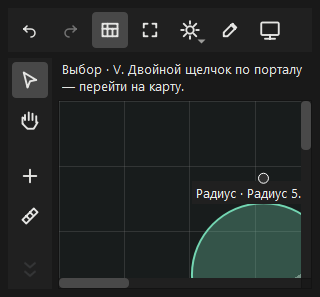 Выбор · V. Двойной щелчок по порталу
— перейти на карту.
Радиус · Радиус 5.